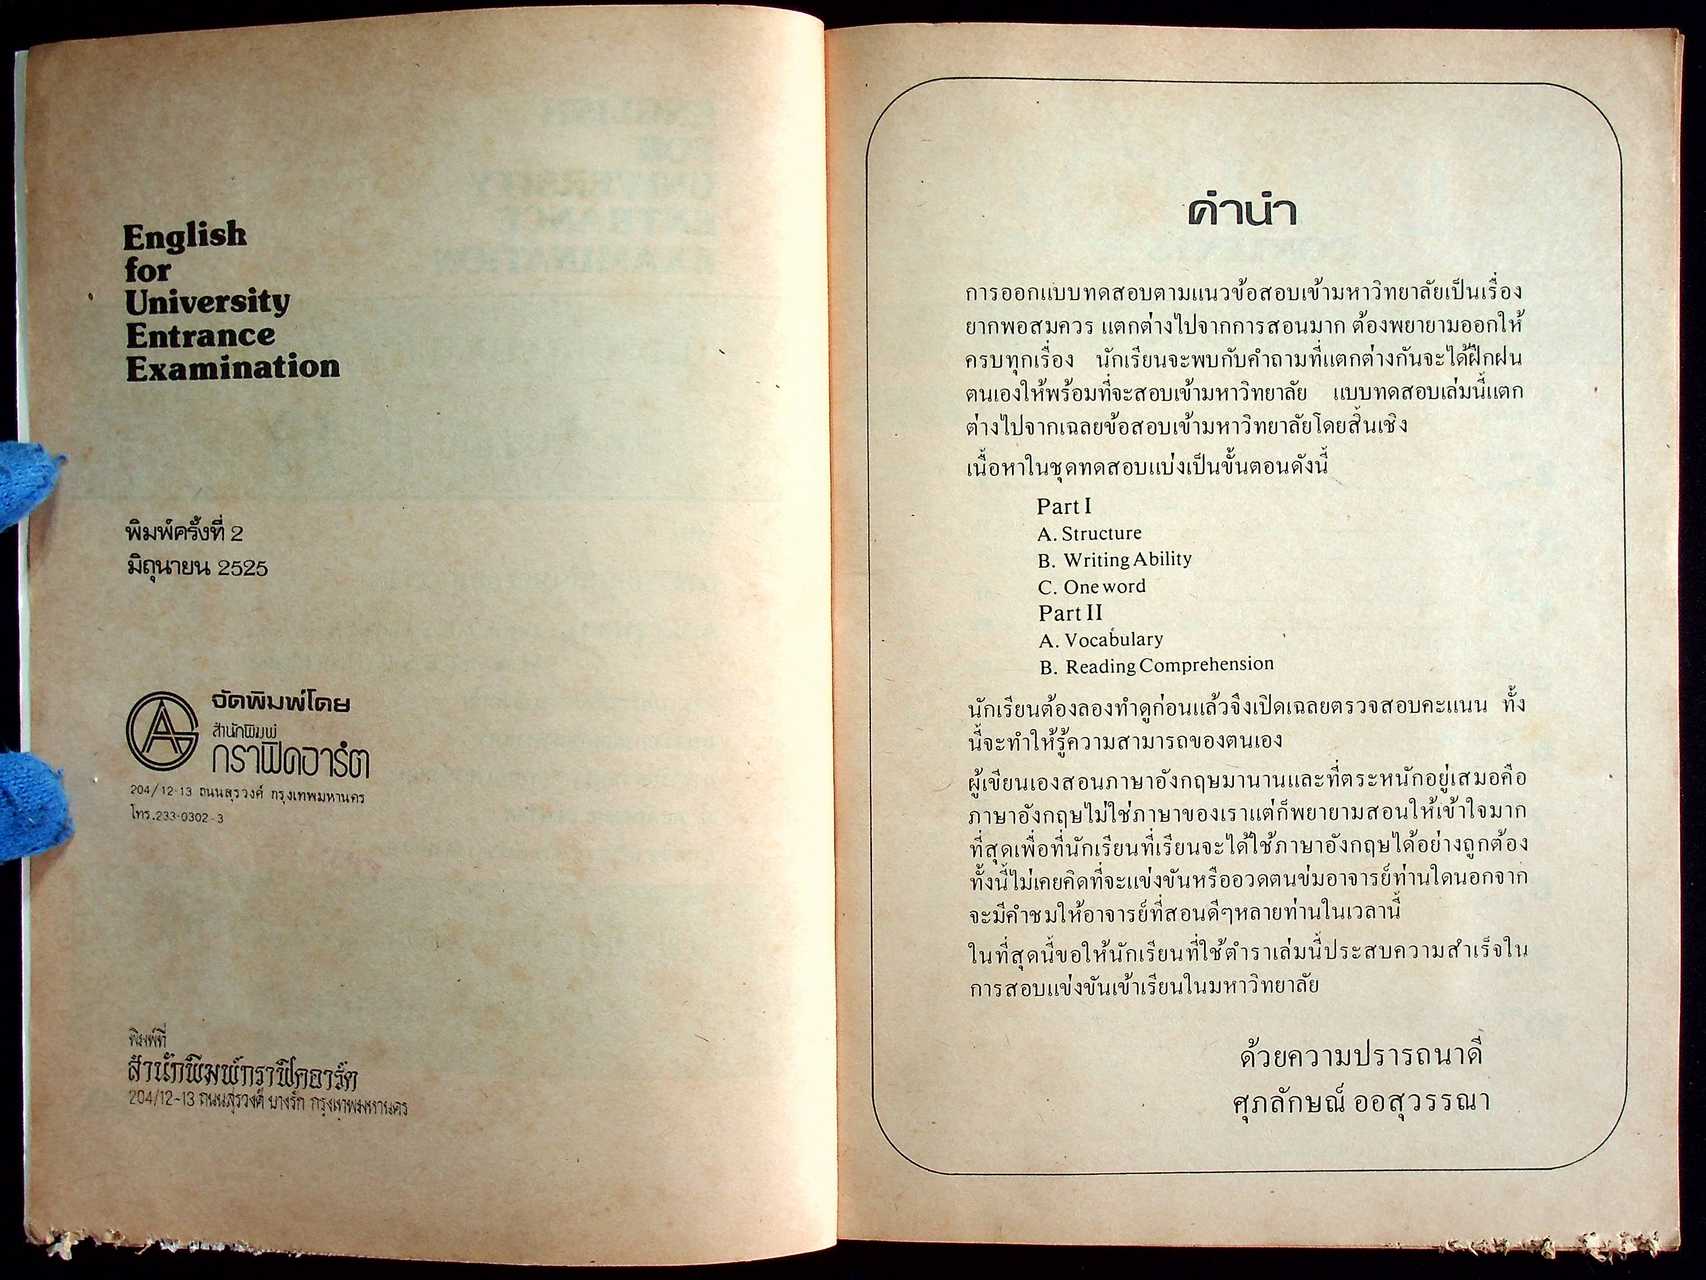 English
for
University
Entrance
Examination
พิมพ์ครั้งที่ 2
มิถุนายน 2525
จัดพิมพ์โดย
สำนักพิมพ์
กราฟิคอาร์ต
204/12-13 ถนนสุรวงศ์ กรุงเทพมหานคร
โทร.233-0302-3
พิมพ์ที่
สำนักพิมพ์กราฟิคอาร์ต
204/12-13 ถนนสุรวงศ์ บางรัก กรุงเทพมหานคร
คำนำ
การออกแบบทดสอบตามแนวข้อสอบเข้ามหาวิทยาลัยเป็นเรื่อง
ยากพอสมควร แตกต่างไปจากการสอนมาก ต้องพยายามออกให้
ครบทุกเรื่อง นักเรียนจะพบกับคำถามที่แตกต่างกันจะได้ฝึกฝน
ตนเองให้พร้อมที่จะสอบเข้ามหาวิทยาลัย แบบทดสอบเล่มนี้แตก
ต่างไปจากเฉลยข้อสอบเข้ามหาวิทยาลัยโดยสิ้นเชิง
เนื้อหาในชุดทดสอบแบ่งเป็นขั้นตอนดังนี้
Part I
A. Structure
B. Writing Ability
C. One word
Part II
A. Vocabulary
B. Reading Comprehension
นักเรียนต้องลองทำดูก่อนแล้วจึงเปิดเฉลยตรวจสอบคะแนน ทั้ง
นี้จะทำให้รู้ความสามารถของตนเอง
ผู้เขียนเองสอนภาษาอังกฤษมานานและที่ตระหนักอยู่เสมอคือ
ภาษาอังกฤษไม่ใช่ภาษาของเราแต่ก็พยายามสอนให้เข้าใจมาก
ที่สุดเพื่อที่นักเรียนที่เรียนจะได้ใช้ภาษาอังกฤษได้อย่างถูกต้อง
ทั้งนี้ไม่เคยคิดที่จะแข่งขันหรืออวดตนข่มอาจารย์ท่านใดนอกจาก
จะมีคำชมให้อาจารย์ที่สอนดีๆหลายท่านในเวลานี้
ในที่สุดนี้ขอให้นักเรียนที่ใช้ตำราเล่มนี้ประสบความสำเร็จใน
การสอบแข่งขันเข้าเรียนในมหาวิทยาลัย
ด้วยความปรารถนาดี
ศุภลักษณ์ ออสุวรรณา